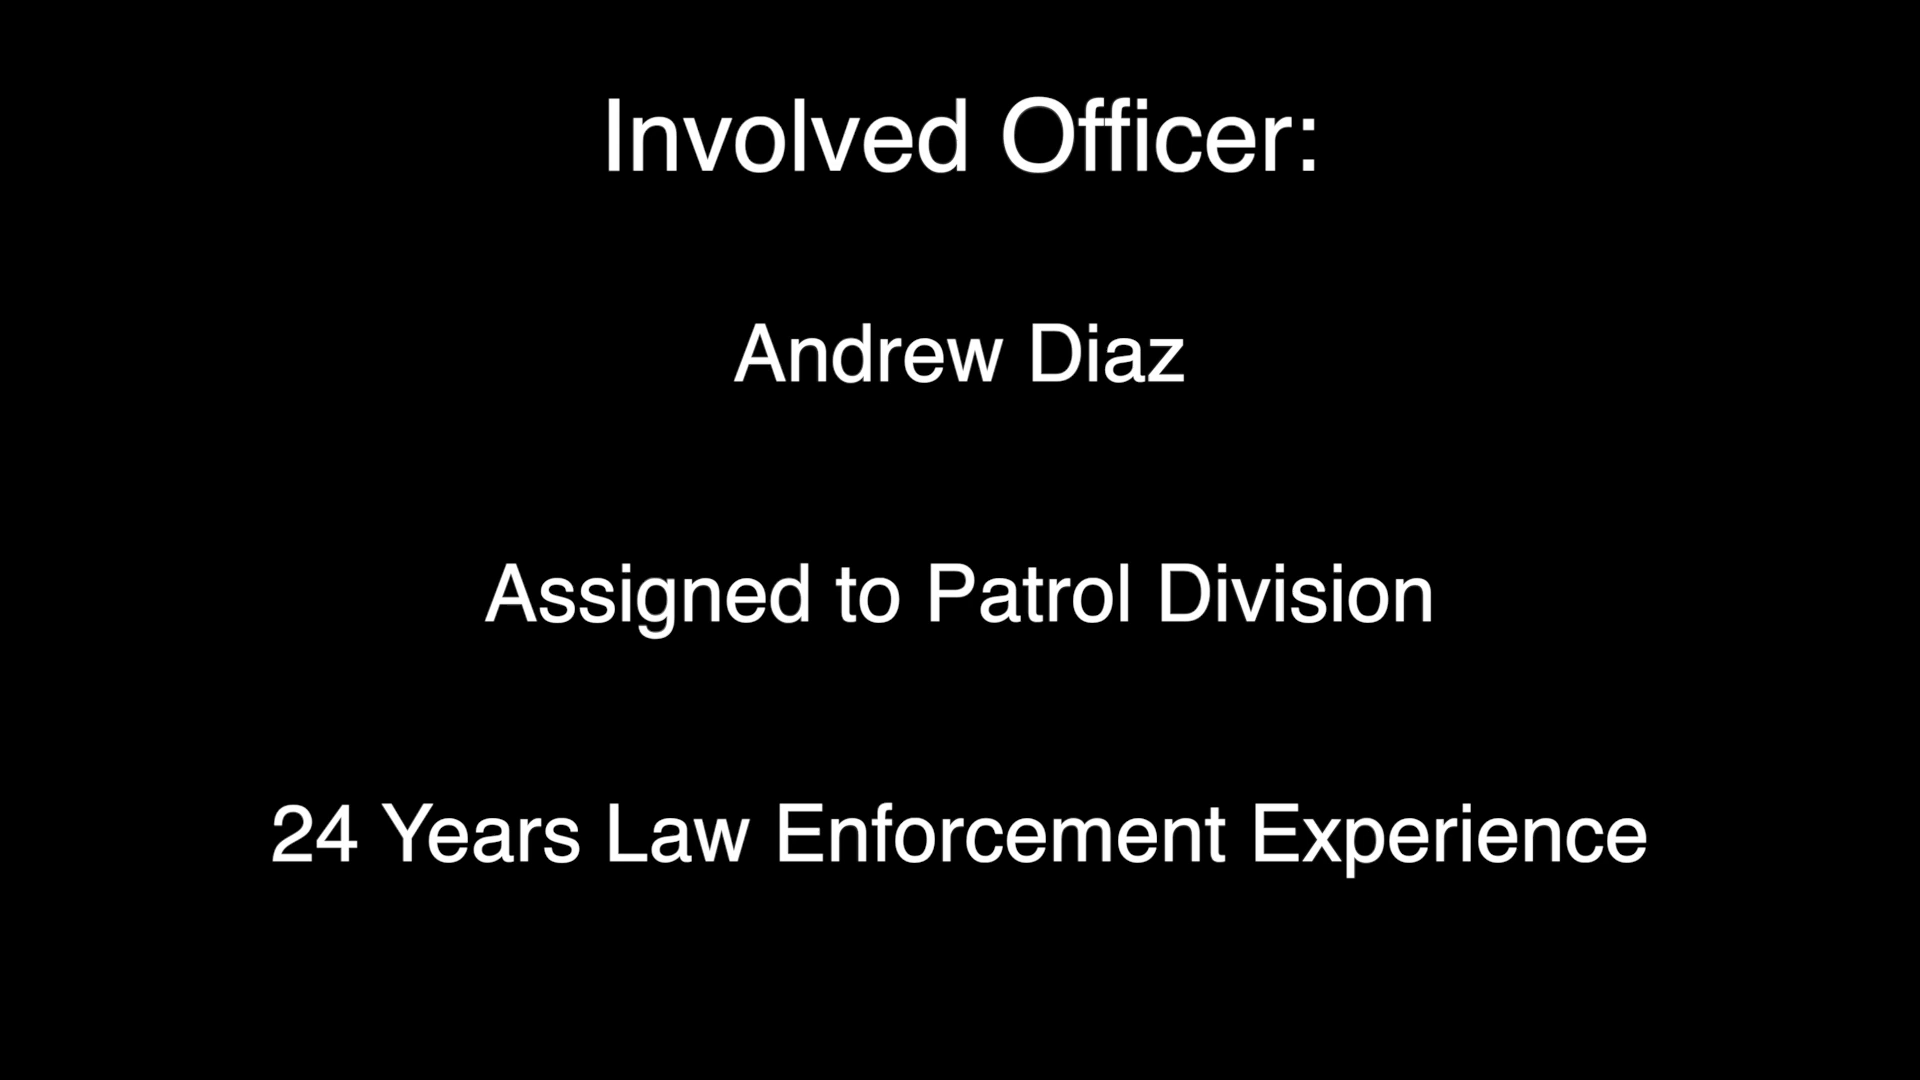 Involved Officer:
Andrew Diaz
Assigned to Patrol Division
24 Years Law Enforcement Experience